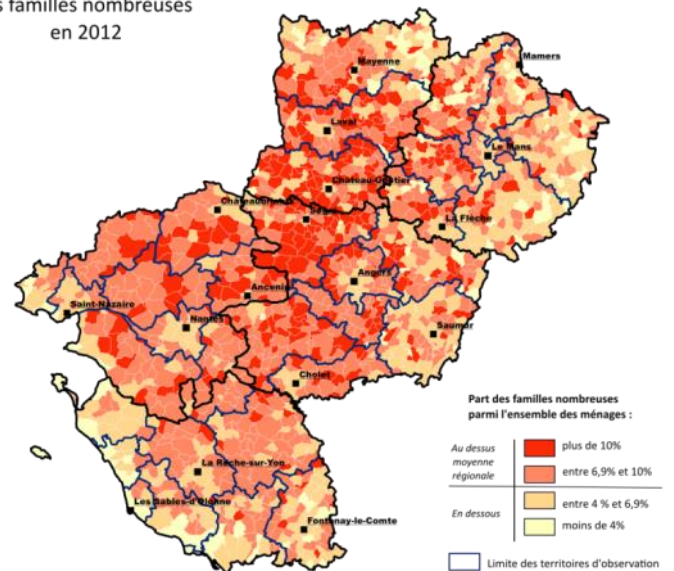 s familles nombreuses
en 2012
Mayenne
Mamers
Laval
Le Mans
Chateau-Gontier
Chateaubriant
Segré
La Flèche
Angers
Ancenis
Saint-Nazaire
Nantes
Saumur
Cholet
La Roche-sur-Yon
Les Sables-d'Olonne
Fontenay-le-Comte
Part des familles nombreuses
parmi l'ensemble des ménages :
Au dessus
moyenne
régionale
plus de 10%
entre 6,9% et 10%
En dessous
entre 4 % et 6,9%
moins de 4%
Limite des territoires d'observation